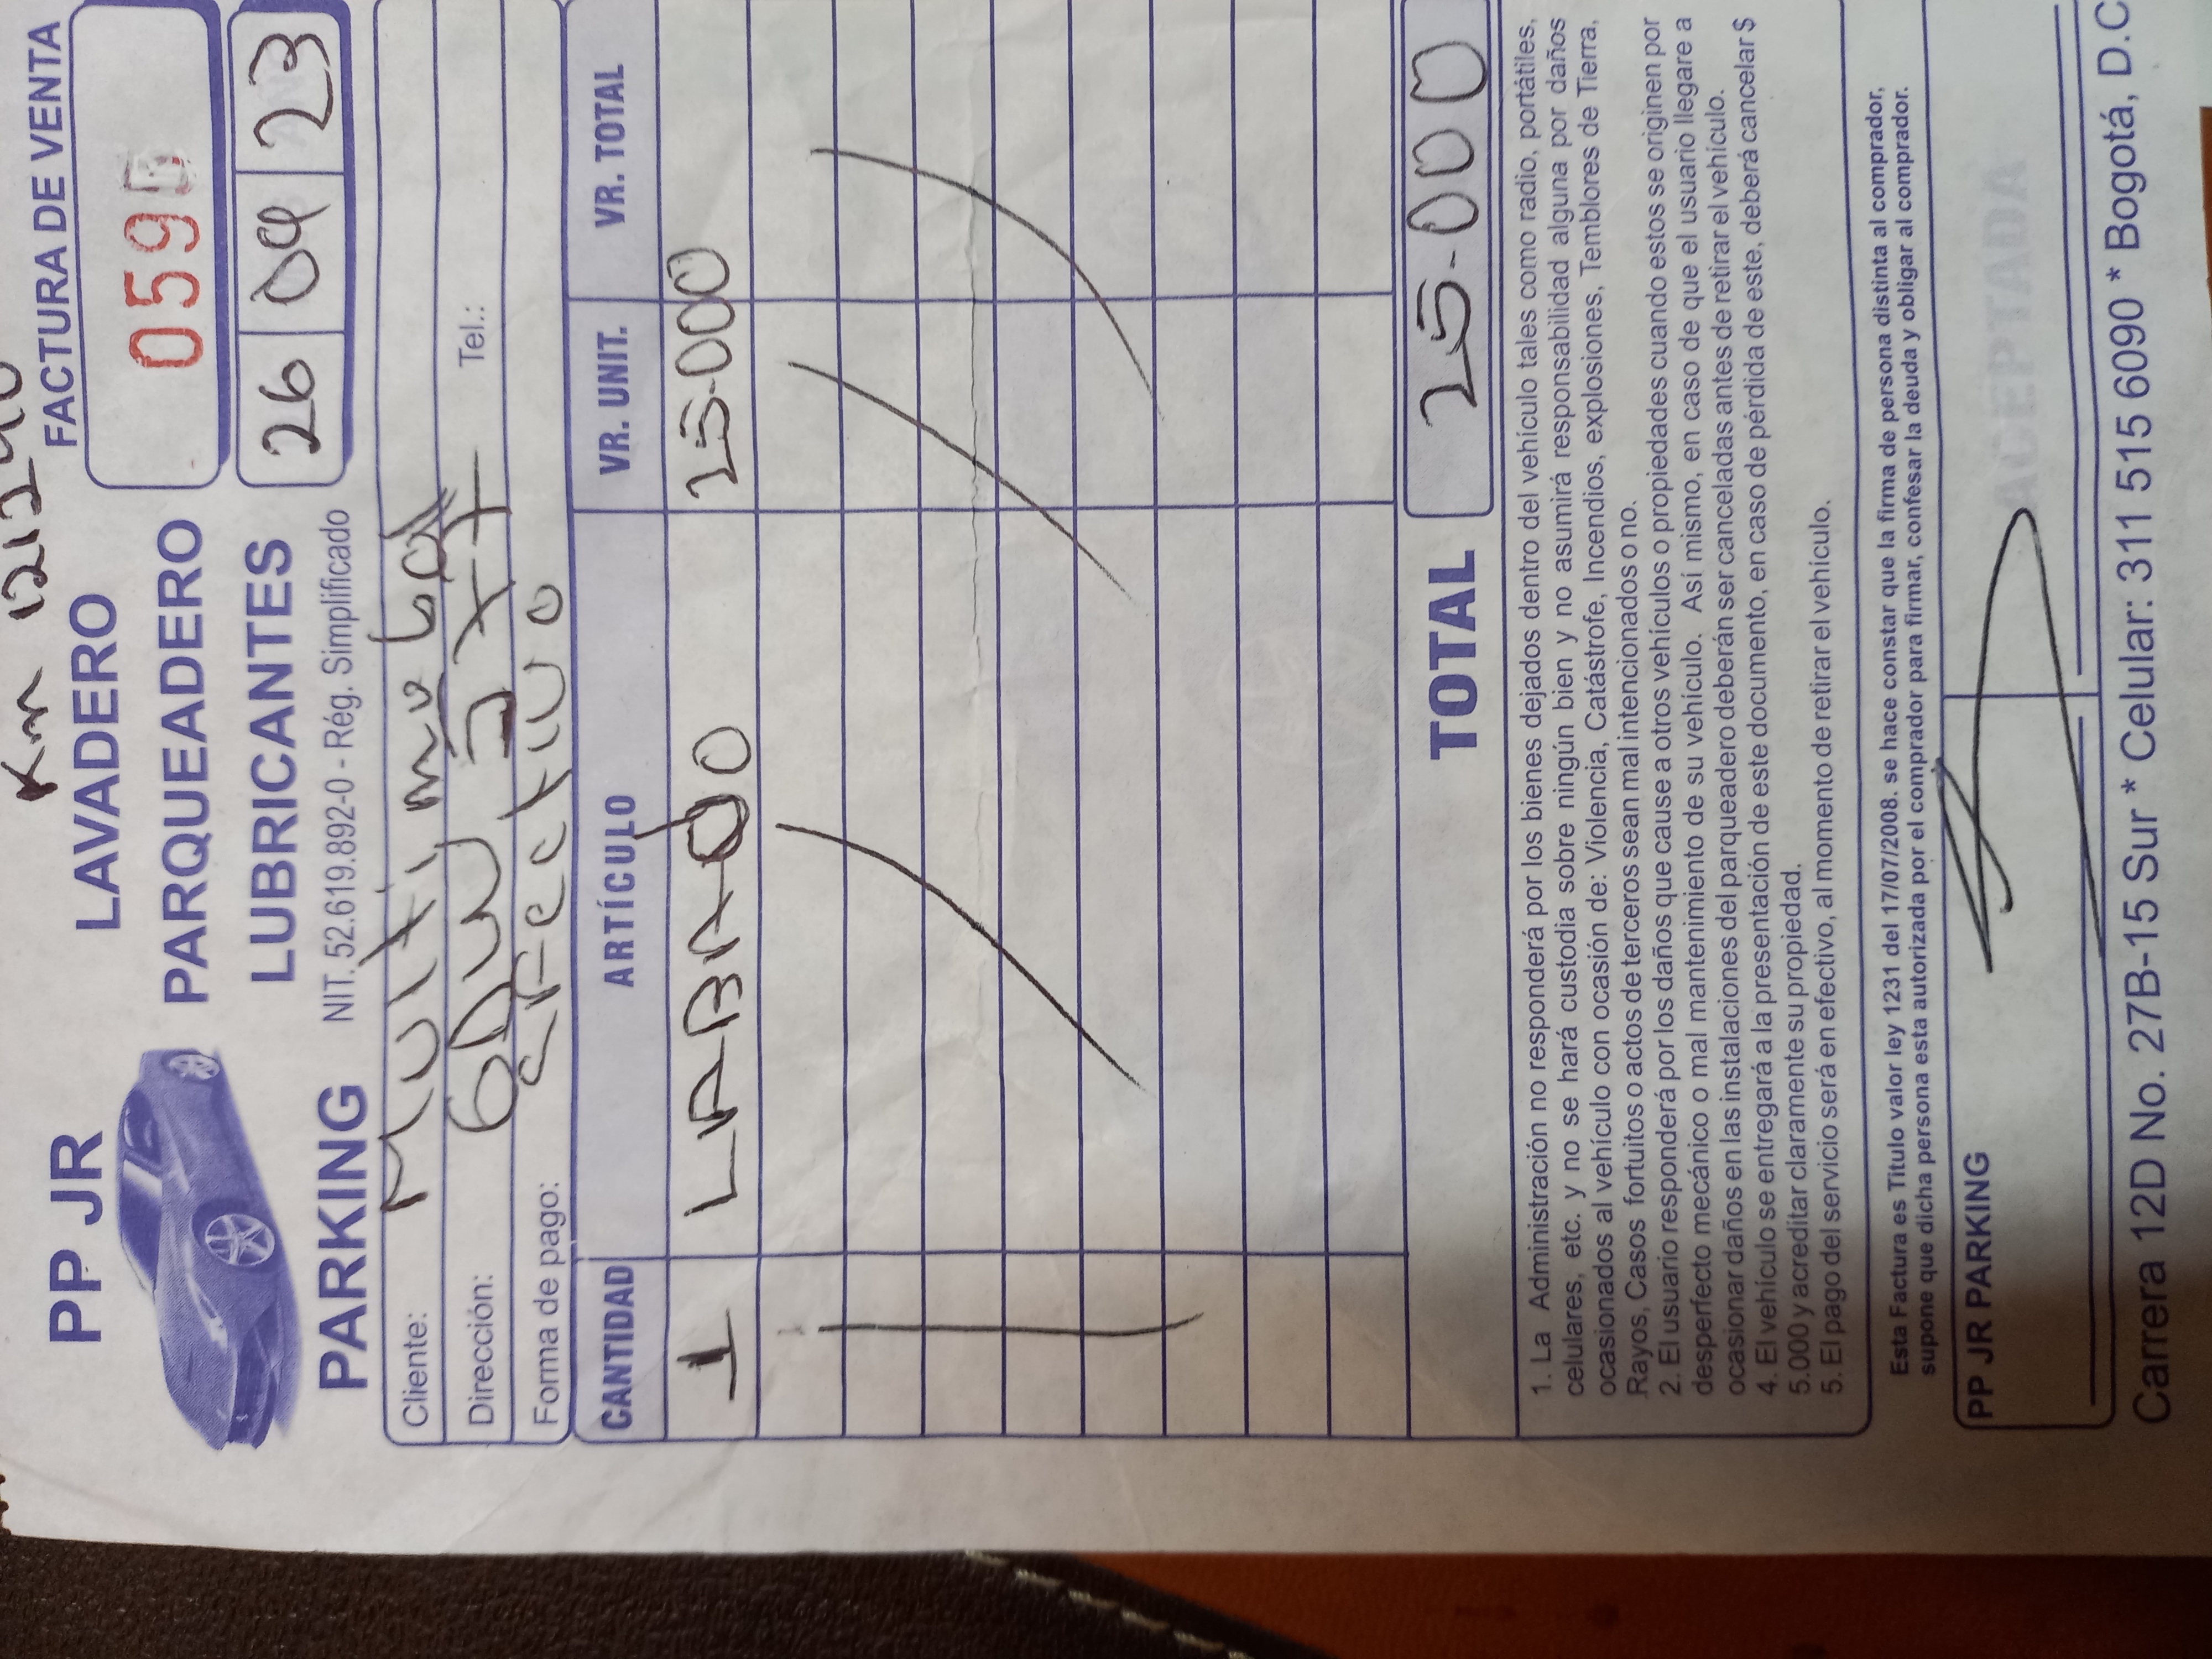 Km
PP JR
PARKING
LAVADERO
PARQUEADERO
LUBRICANTES
NIT. 52.619.892-0 - Rég. Simplificado
FACTURA DE VENTA
059
26 09 23
Cliente:
Dirección: Tel.:
Forma de pago: efectivo
CANTIDAD ARTÍCULO VR. UNIT. VR. TOTAL
1 LABADO 25-000
TOTAL 25-000
1. La Administración no responderá por los bienes dejados dentro del vehículo tales como radio, portátiles,
celulares, etc. y no se hará custodia sobre ningún bien y no asumirá responsabilidad alguna por daños
ocasionados al vehículo con ocasión de: Violencia, Catástrofe, Incendios, explosiones, Temblores de Tierra,
Rayos, Casos fortuitos o actos de terceros sean mal intencionados o no.
2. El usuario responderá por los daños que cause a otros vehículos o propiedades cuando estos se originen por
desperfecto mecánico o mal mantenimiento de su vehículo. Así mismo, en caso de que el usuario llegare a
ocasionar daños en las instalaciones del parqueadero deberán ser canceladas antes de retirar el vehículo.
4. El vehículo se entregará a la presentación de este documento, en caso de pérdida de este, deberá cancelar $
5.000 y acreditar claramente su propiedad.
5. El pago del servicio será en efectivo, al momento de retirar el vehículo.
Esta Factura es Titulo valor ley 1231 del 17/07/2008. se hace constar que la firma de persona distinta al comprador,
supone que dicha persona esta autorizada por el comprador para firmar, confesar la deuda y obligar al comprador.
PP JR PARKING
ACEPTADA
Carrera 12D No. 27B-15 Sur * Celular: 311 515 6090 * Bogotá, D.C